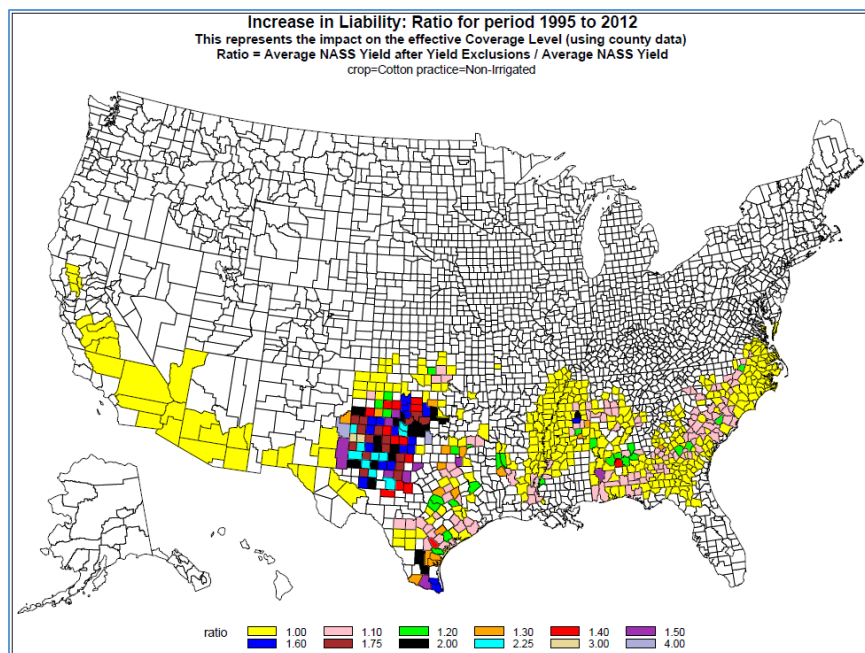 Increase in Liability: Ratio for period 1995 to 2012
This represents the impact on the effective Coverage Level (using county data)
Ratio = Average NASS Yield after Yield Exclusions / Average NASS Yield
crop=Cotton practice=Non-Irrigated
ratio 1.00 1.10 1.20 1.30 1.40 1.50
1.60 1.75 2.00 2.25 3.00 4.00